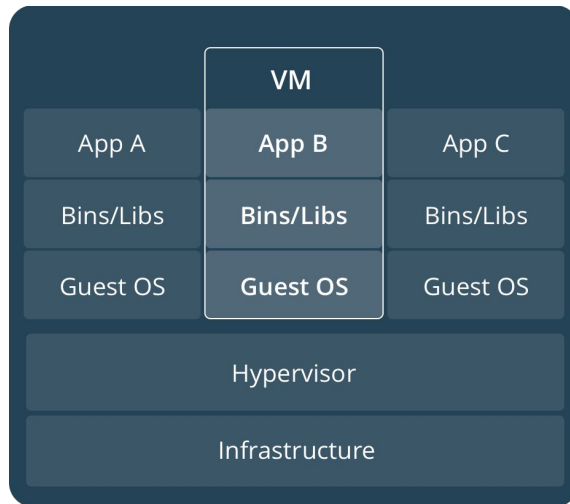 VM
App A App B App C
Bins/Libs Bins/Libs Bins/Libs
Guest OS Guest OS Guest OS
Hypervisor
Infrastructure